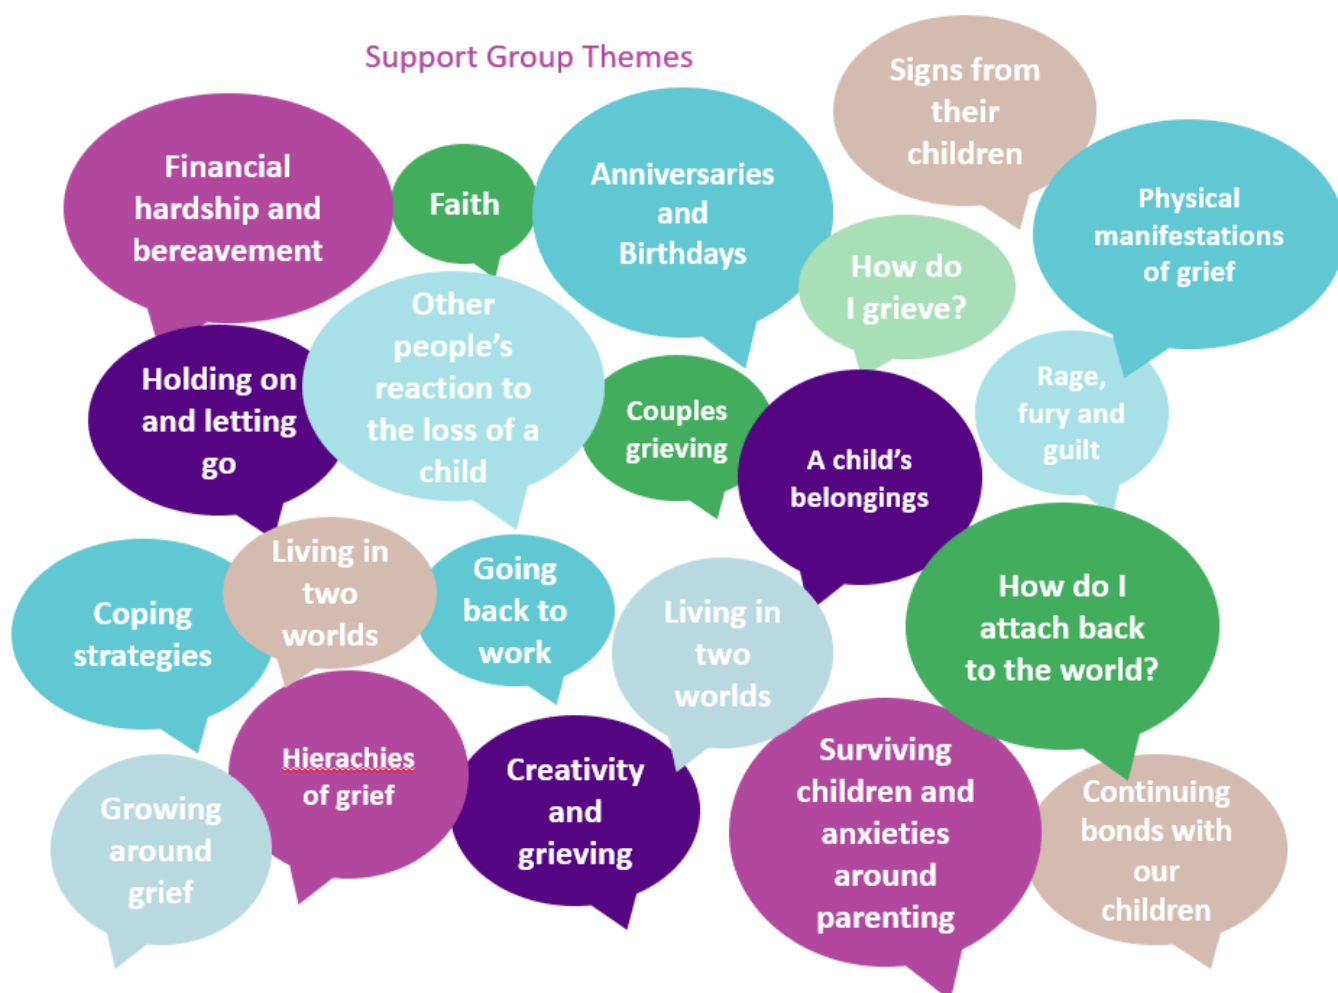 Support Group Themes
Financial
hardship and
bereavement
Faith
Anniversaries
and
Birthdays
Signs from
their
children
Physical
manifestations
of grief
How do
I grieve?
Holding on
and letting
go
Other
people’s
reaction to
the loss of a
child
Couples
grieving
A child’s
belongings
Rage,
fury and
guilt
Coping
strategies
Living in
two
worlds
Going
back to
work
Living in
two
worlds
How do I
attach back
to the world?
Growing
around
grief
Hierachies
of grief
Creativity
and
grieving
Surviving
children and
anxieties
around
parenting
Continuing
bonds with
our
children